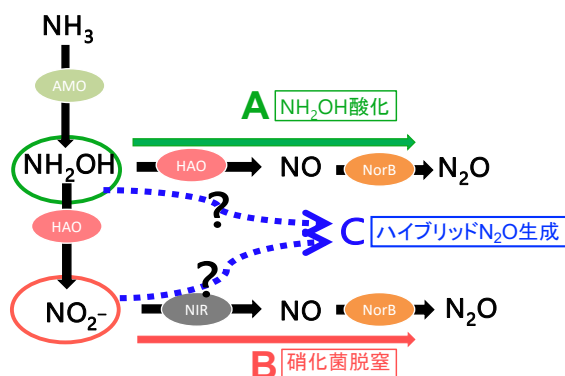 NH₃
AMO
A NH₂OH酸化
NH₂OH HAO NO NorB N₂O
?
HAO
C ハイブリッドN₂O生成
?
NO₂⁻ NIR NO NorB N₂O
B 硝化菌脱窒